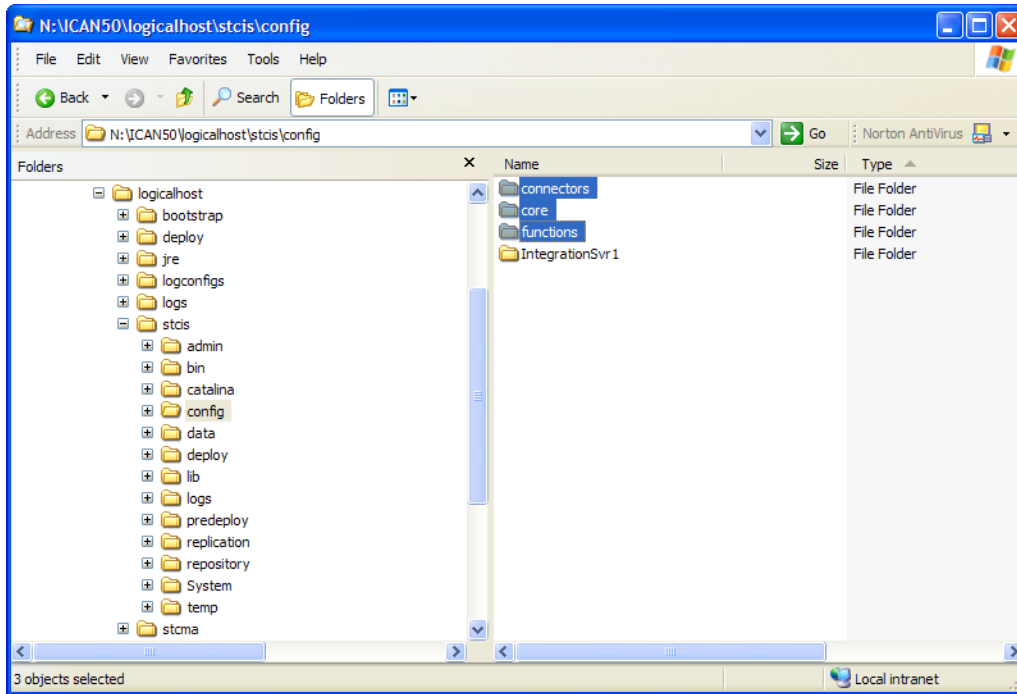 N:\ICAN50\logicalhost\stcis\config
File Edit View Favorites Tools Help
Back Search Folders
Address N:\ICAN50\logicalhost\stcis\config Go Norton AntiVirus
Folders
Name Size Type
logicalhost
bootstrap
deploy
jre
logconfigs
logs
stcis
admin
bin
catalina
config
data
deploy
lib
logs
predeploy
replication
repository
System
temp
stcma
connectors File Folder
core File Folder
functions File Folder
IntegrationSvr1 File Folder
3 objects selected Local intranet